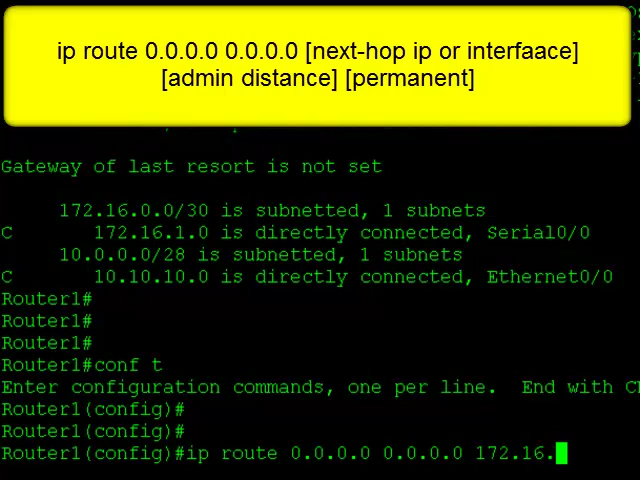 ip route 0.0.0.0 0.0.0.0 [next-hop ip or interfaace]
[admin distance] [permanent]
Gateway of last resort is not set
172.16.0.0/30 is subnetted, 1 subnets
C 172.16.1.0 is directly connected, Serial0/0
10.0.0.0/28 is subnetted, 1 subnets
C 10.10.10.0 is directly connected, Ethernet0/0
Router1#
Router1#
Router1#
Router1#conf t
Enter configuration commands, one per line. End with
Router1(config)#
Router1(config)#
Router1(config)#ip route 0.0.0.0 0.0.0.0 172.16.